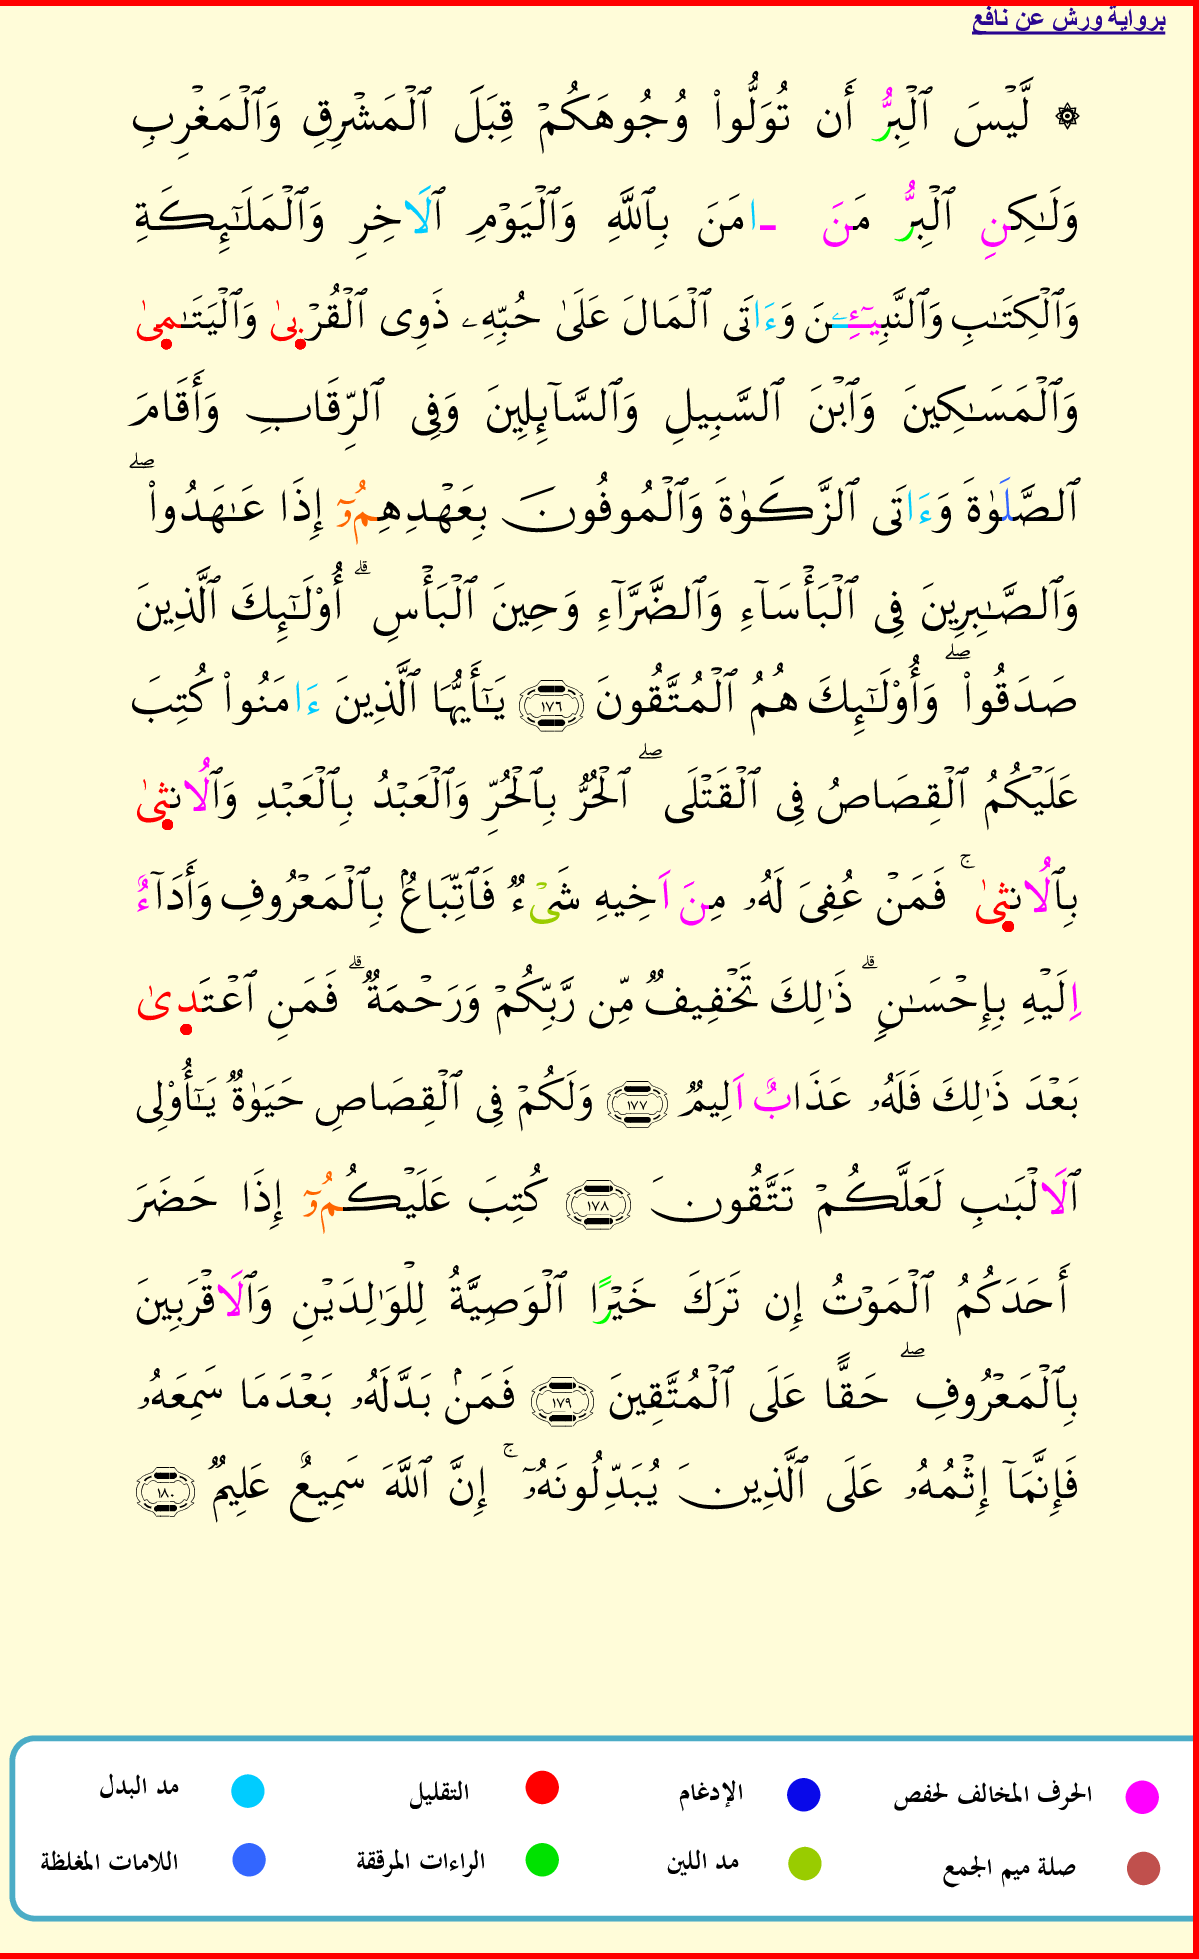 برواية ورش عن نافع
۞ لَّيْسَ ٱلْبِرُّ أَن تُوَلُّواْ وُجُوهَكُمْ قِبَلَ ٱلْمَشْرِقِ وَٱلْمَغْرِبِ
وَلَٰكِنِ ٱلْبِرُّ مَنَ ـامَنَ بِٱللَّهِ وَٱلْيَوْمِ ٱلَاخِرِ وَٱلْمَلَٰٓئِكَةِ
وَٱلْكِتَٰبِ وَٱلنَّبِيٓـِٕۧنَ وَءَاتَى ٱلْمَالَ عَلَىٰ حُبِّهِۦ ذَوِى ٱلْقُرْبىٰ وَٱلْيَتَٰمىٰ
وَٱلْمَسَٰكِينَ وَٱبْنَ ٱلسَّبِيلِ وَٱلسَّآئِلِينَ وَفِى ٱلرِّقَابِ وَأَقَامَ
ٱلصَّلَوٰةَ وَءَاتَى ٱلزَّكَوٰةَ وَٱلْمُوفُونَ بِعَهْدِهِمُۥٓ إِذَا عَٰهَدُواْ ۖ
وَٱلصَّٰبِرِينَ فِى ٱلْبَأْسَآءِ وَٱلضَّرَّآءِ وَحِينَ ٱلْبَأْسِ ۗ أُوْلَٰٓئِكَ ٱلَّذِينَ
صَدَقُواْ ۖ وَأُوْلَٰٓئِكَ هُمُ ٱلْمُتَّقُونَ ١٧٦ يَٰٓأَيُّهَا ٱلَّذِينَ ءَامَنُواْ كُتِبَ
عَلَيْكُمُ ٱلْقِصَاصُ فِى ٱلْقَتْلَى ۖ ٱلْحُرُّ بِٱلْحُرِّ وَٱلْعَبْدُ بِٱلْعَبْدِ وَٱلُانثىٰ
بِٱلُانثىٰ ۚ فَمَنْ عُفِىَ لَهُۥ مِنَ اَخِيهِ شَىْءٌ فَٱتِّبَاعٌۢ بِٱلْمَعْرُوفِ وَأَدَآءٌ
اِلَيْهِ بِإِحْسَٰنٍ ۗ ذَٰلِكَ تَخْفِيفٌ مِّن رَّبِّكُمْ وَرَحْمَةٌ ۗ فَمَنِ ٱعْتَدىٰ
بَعْدَ ذَٰلِكَ فَلَهُۥ عَذَابٌ اَلِيمٌ ١٧٧ وَلَكُمْ فِى ٱلْقِصَاصِ حَيَوٰةٌ يَٰٓأُوْلِى
ٱلَالْبَٰبِ لَعَلَّكُمْ تَتَّقُونَ ١٧٨ كُتِبَ عَلَيْكُمُۥٓ إِذَا حَضَرَ
أَحَدَكُمُ ٱلْمَوْتُ إِن تَرَكَ خَيْرًا ٱلْوَصِيَّةُ لِلْوَٰلِدَيْنِ وَٱلَاقْرَبِينَ
بِٱلْمَعْرُوفِ ۖ حَقًّا عَلَى ٱلْمُتَّقِينَ ١٧٩ فَمَنۢ بَدَّلَهُۥ بَعْدَمَا سَمِعَهُۥ
فَإِنَّمَآ إِثْمُهُۥ عَلَى ٱلَّذِينَ يُبَدِّلُونَهُۥٓ ۚ إِنَّ ٱللَّهَ سَمِيعٌ عَلِيمٌ ١٨٠
الحرف المخالف لحفص الإدغام التقليل مد البدل
صلة ميم الجمع مد اللين الراءات المرققة اللامات المغلظة